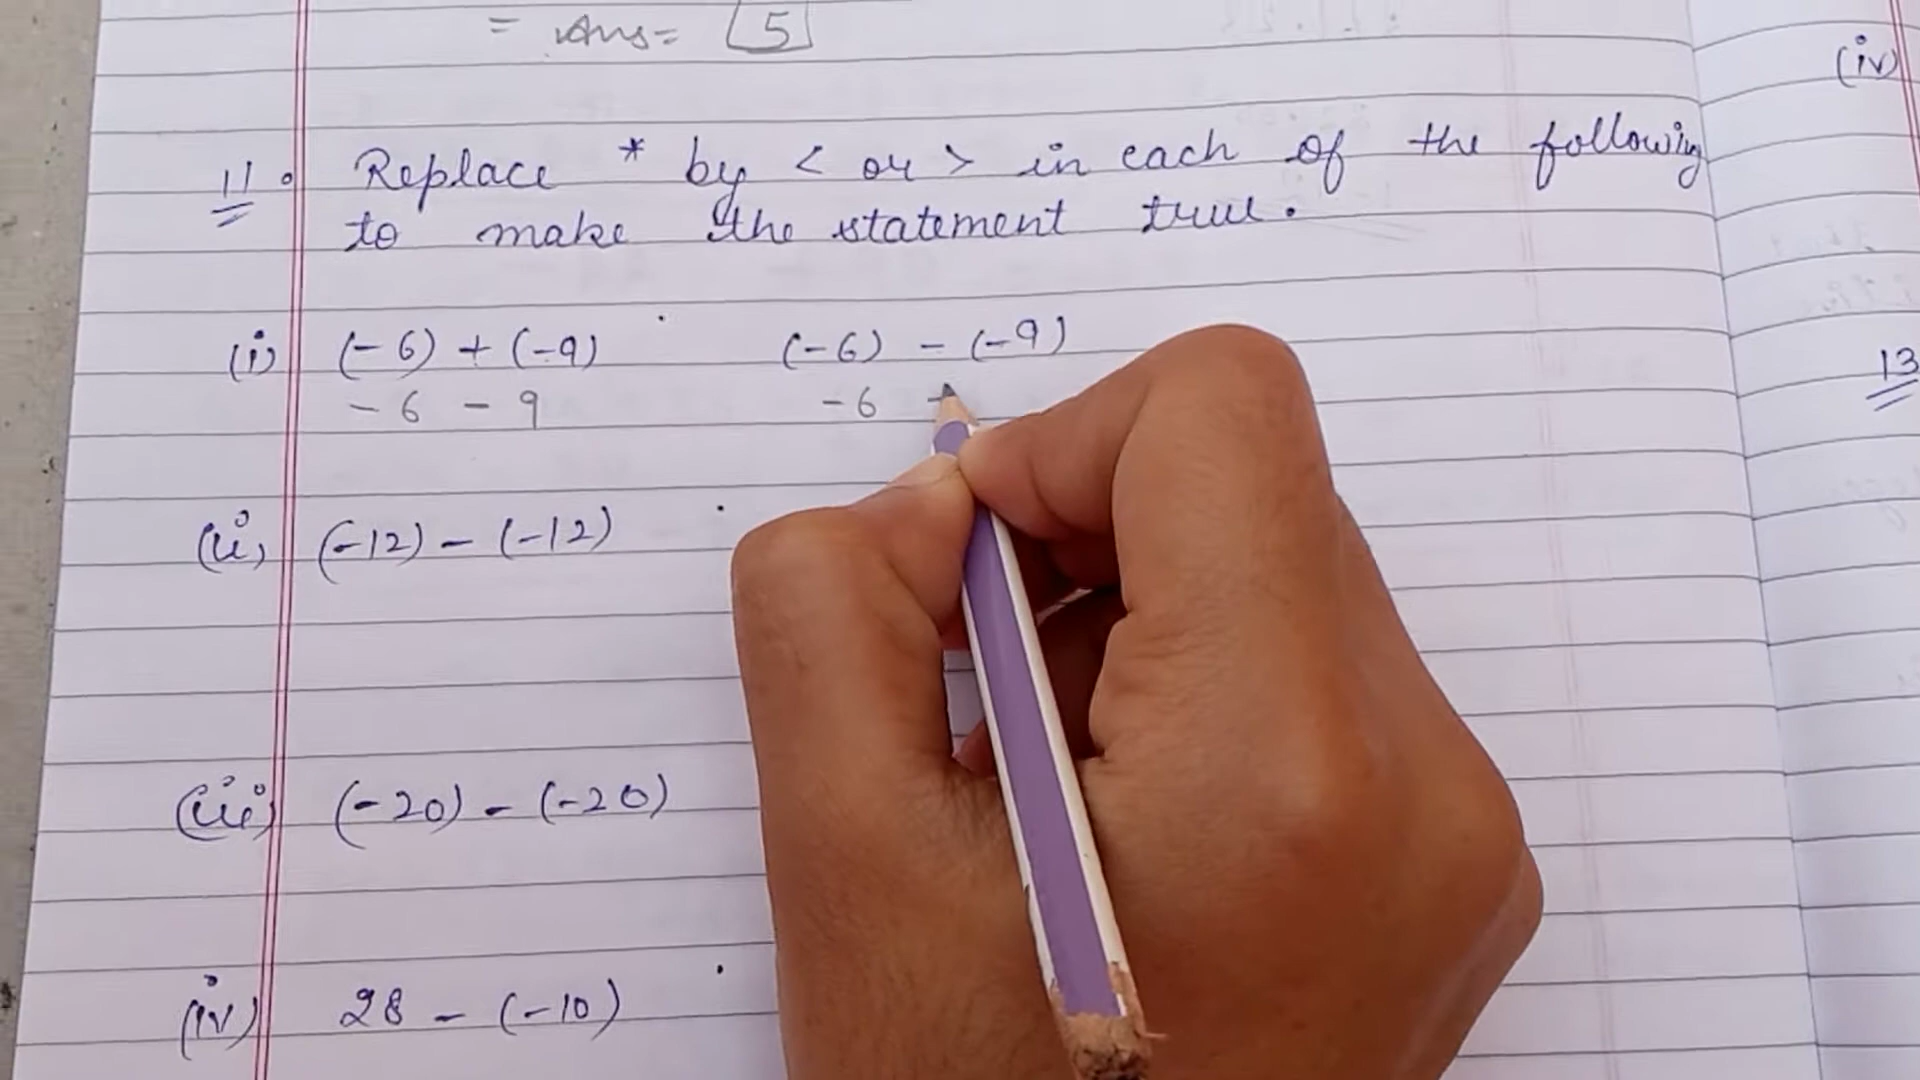 = Ans= 5
(iv)
11. Replace * by < or > in each of the following
to make the statement true.
(i) (-6) + (-9) (-6) - (-9)
- 6 - 9 - 6
13
(ii) (-12) - (-12)
(iii) (-20) - (-20)
(iv) 28 - (-10)